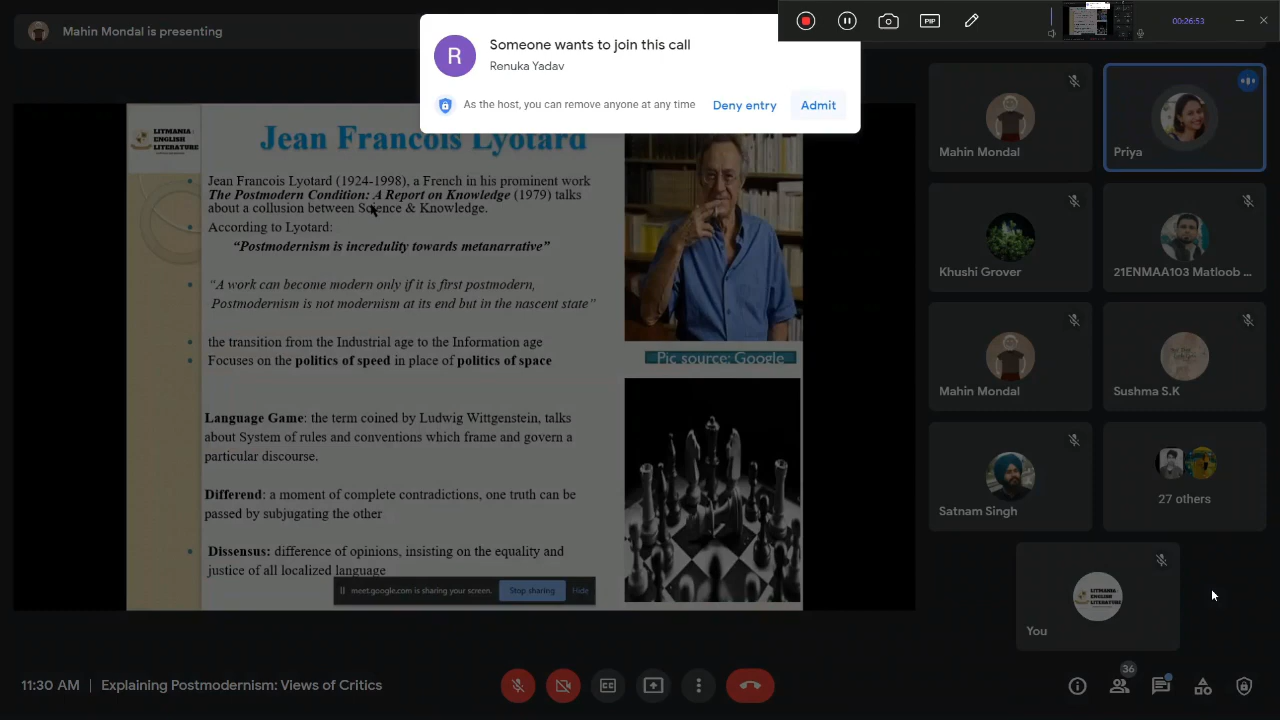 Mahin Mondal is presenting
Someone wants to join this call
R
Renuka Yadav
As the host, you can remove anyone at any time
Deny entry
Admit
PIP
00:26:53
LITMANIA :
ENGLISH
LITERATURE
Jean Francois Lyotard
Jean Francois Lyotard (1924-1998), a French in his prominent work
The Postmodern Condition: A Report on Knowledge (1979) talks
about a collusion between Science & Knowledge.
According to Lyotard:
“Postmodernism is incredulity towards metanarrative”
“A work can become modern only if it is first postmodern,
Postmodernism is not modernism at its end but in the nascent state”
the transition from the Industrial age to the Information age
Focuses on the politics of speed in place of politics of space
Language Game: the term coined by Ludwig Wittgenstein, talks
about System of rules and conventions which frame and govern a
particular discourse.
Differend: a moment of complete contradictions, one truth can be
passed by subjugating the other
Dissensus: difference of opinions, insisting on the equality and
justice of all localized language
Pic source: Google
meet.google.com is sharing your screen.
Stop sharing
Hide
Mahin Mondal
Priya
Khushi Grover
21ENMAA103 Matloob ...
Mahin Mondal
Sushma S.K
Satnam Singh
27 others
LITMANIA :
ENGLISH
LITERATURE
You
11:30 AM | Explaining Postmodernism: Views of Critics
CC
36